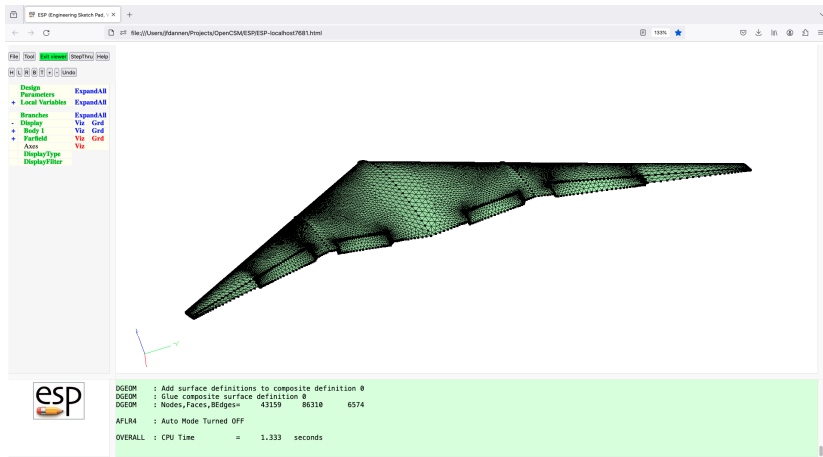 ESP (Engineering Sketch Pad, V
file:///Users/jfdannen/Projects/OpenCSM/ESP/ESP-localhost7681.html
133%
File Tool Exit viewer StepThru Help
H L R B T + - Undo
Design Parameters ExpandAll
+ Local Variables ExpandAll
Branches ExpandAll
- Display Viz Grd
+ Body 1 Viz Grd
+ Farfield Viz Grd
Axes Viz
DisplayType
DisplayFilter
esp
DGEOM : Add surface definitions to composite definition 0
DGEOM : Glue composite surface definition 0
DGEOM : Nodes,Faces,BEdges= 43159 86310 6574
AFLR4 : Auto Mode Turned OFF
OVERALL : CPU Time = 1.333 seconds